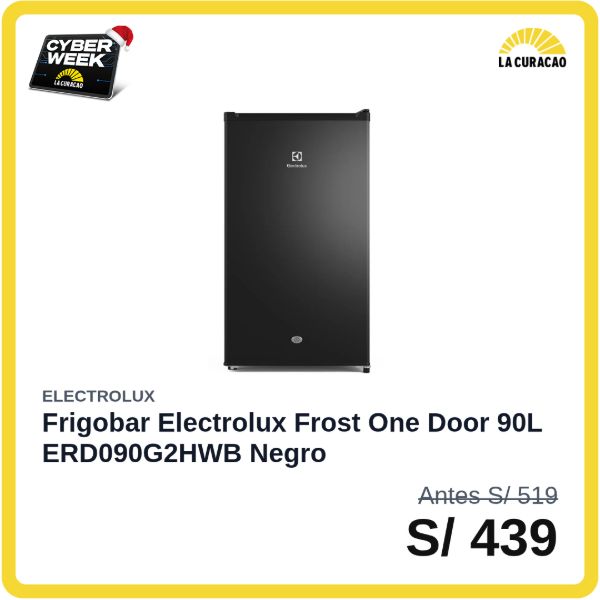 CYBER
WEEK
LA CURACAO
LA CURACAO
Electrolux
ELECTROLUX
Frigobar Electrolux Frost One Door 90L
ERD090G2HWB Negro
Antes S/ 519
S/ 439